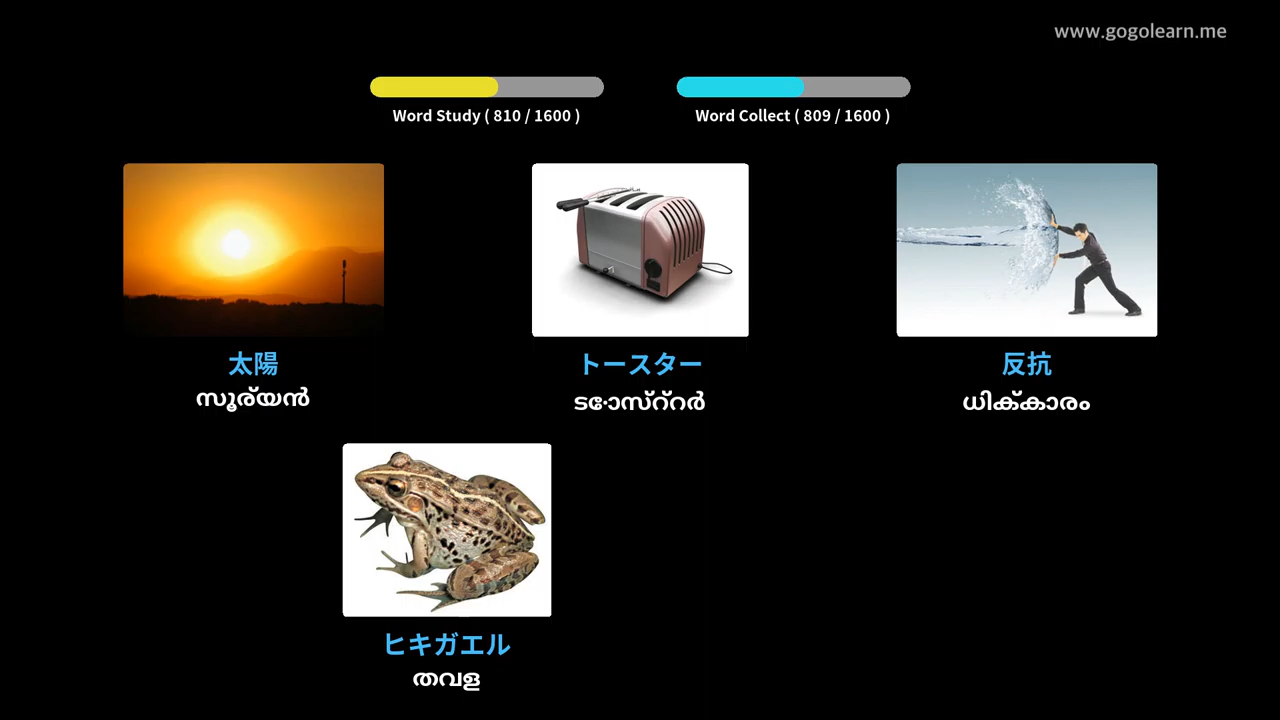 www.gogolearn.me
Word Study ( 810 / 1600 )
Word Collect ( 809 / 1600 )
太陽
സൂര്യൻ
トースター
ടോസ്റ്റർ
反抗
ധിക്കാരം
ヒキガエル
തവള